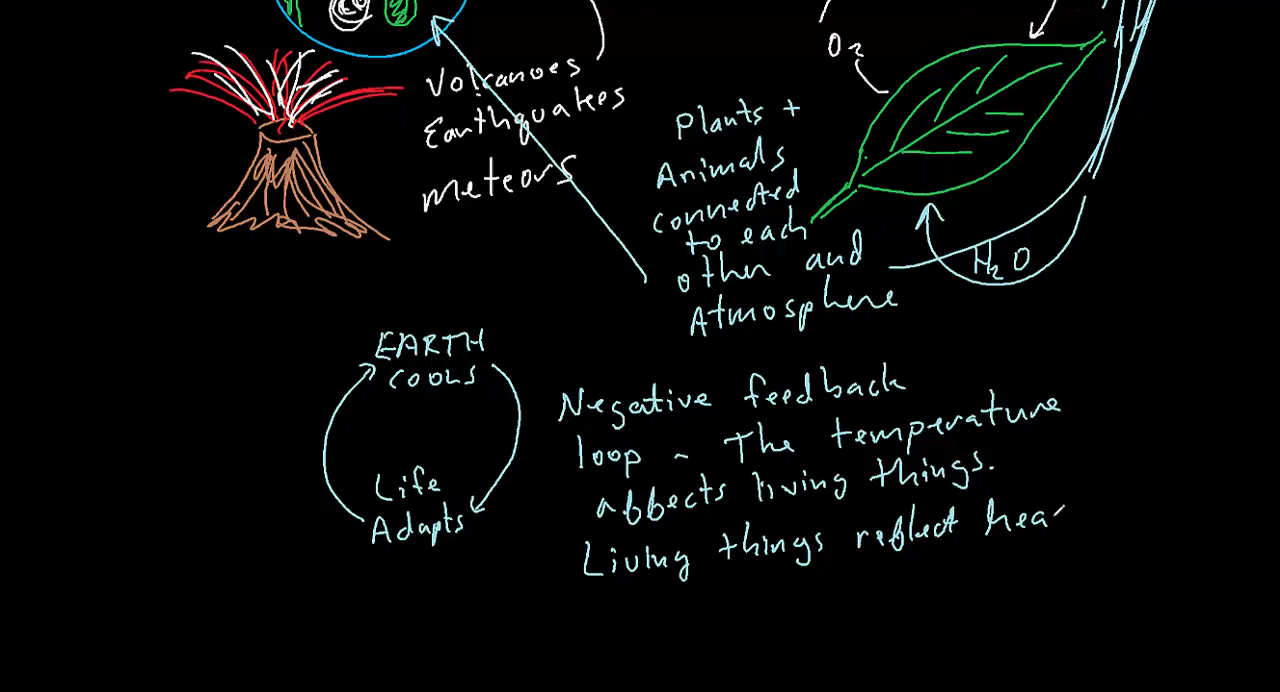 O2
Volcanoes
Earthquakes
meteors
Plants +
Animals
connected
to each
other and
Atmosphere
H2O
EARTH
COOLS
Life
Adapts
Negative feedback
loop - The temperature
affects living things.
Living things reflect hea